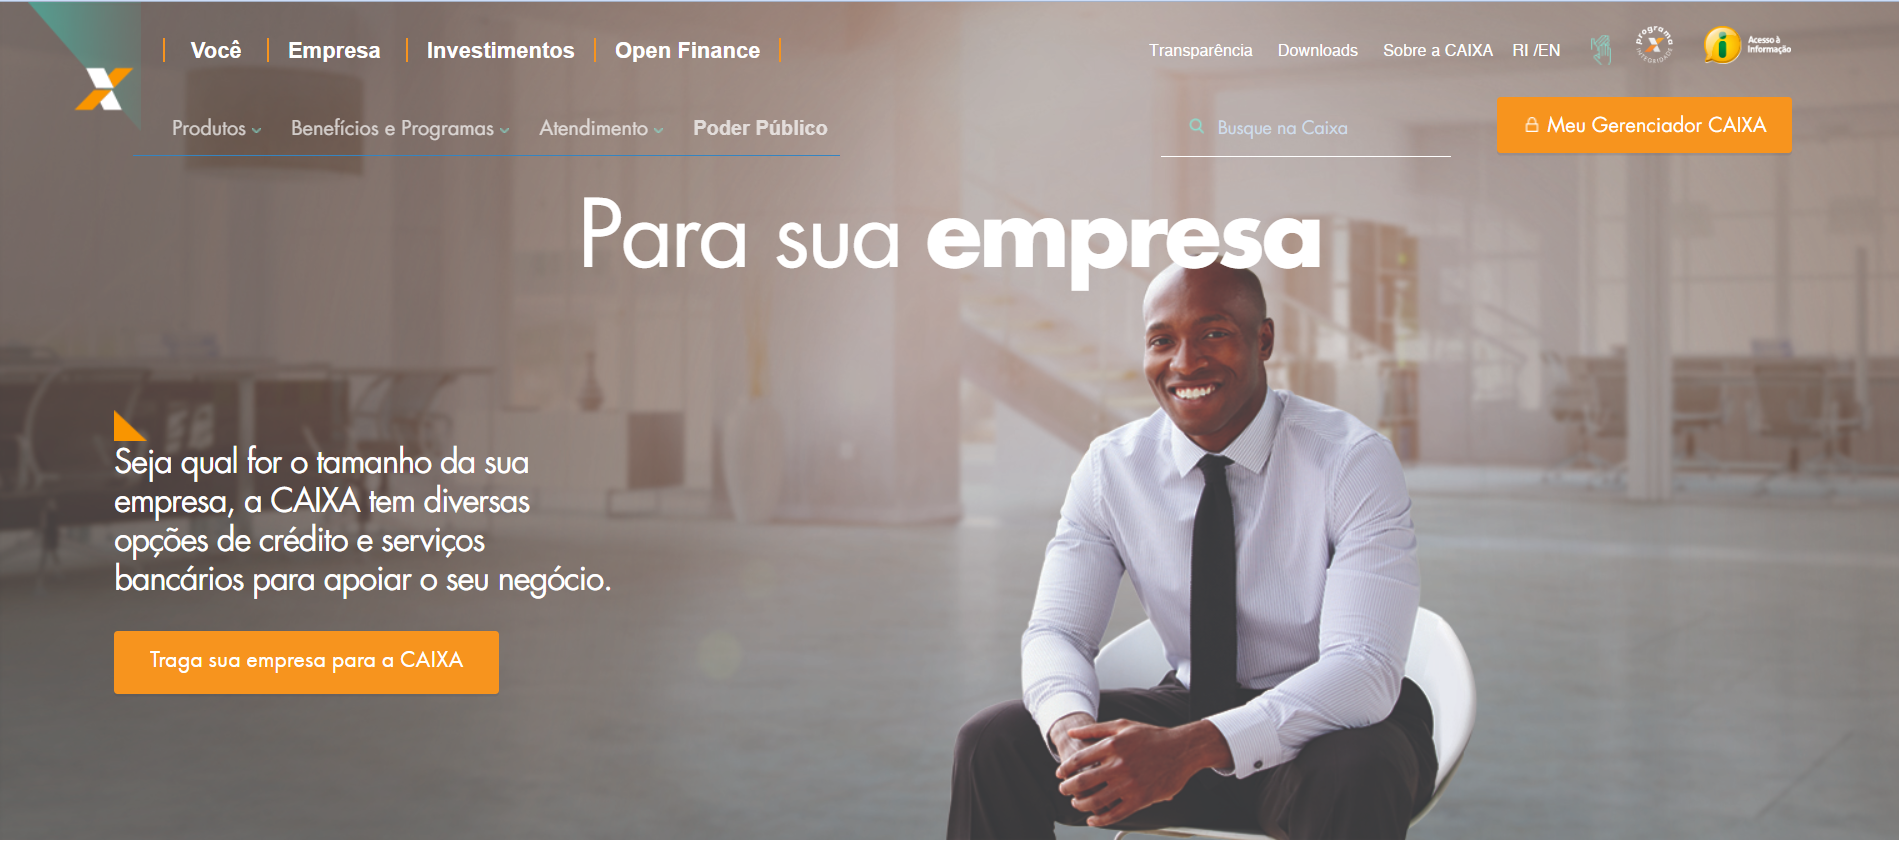 Você
Empresa
Investimentos
Open Finance
Transparência
Downloads
Sobre a CAIXA
RI /EN
programa
INTEGRIDADE
Acesso à
Informação
Produtos
Benefícios e Programas
Atendimento
Poder Público
Busque na Caixa
Meu Gerenciador CAIXA
Para sua empresa
Seja qual for o tamanho da sua
empresa, a CAIXA tem diversas
opções de crédito e serviços
bancários para apoiar o seu negócio.
Traga sua empresa para a CAIXA